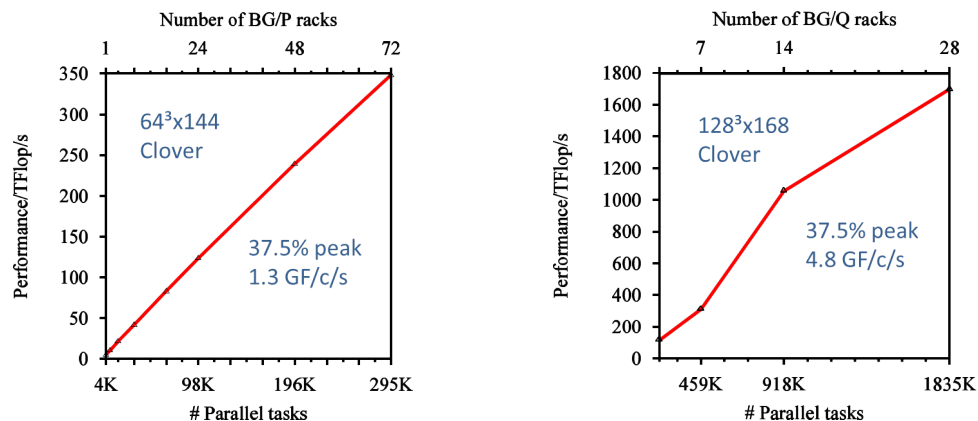 Number of BG/P racks
1 24 48 72
350
300
250
200
150
100
50
0
Performance/TFlop/s
64³x144
Clover
37.5% peak
1.3 GF/c/s
4K 98K 196K 295K
# Parallel tasks
Number of BG/Q racks
7 14 28
1800
1600
1400
1200
1000
800
600
400
200
0
Performance/TFlop/s
128³x168
Clover
37.5% peak
4.8 GF/c/s
459K 918K 1835K
# Parallel tasks